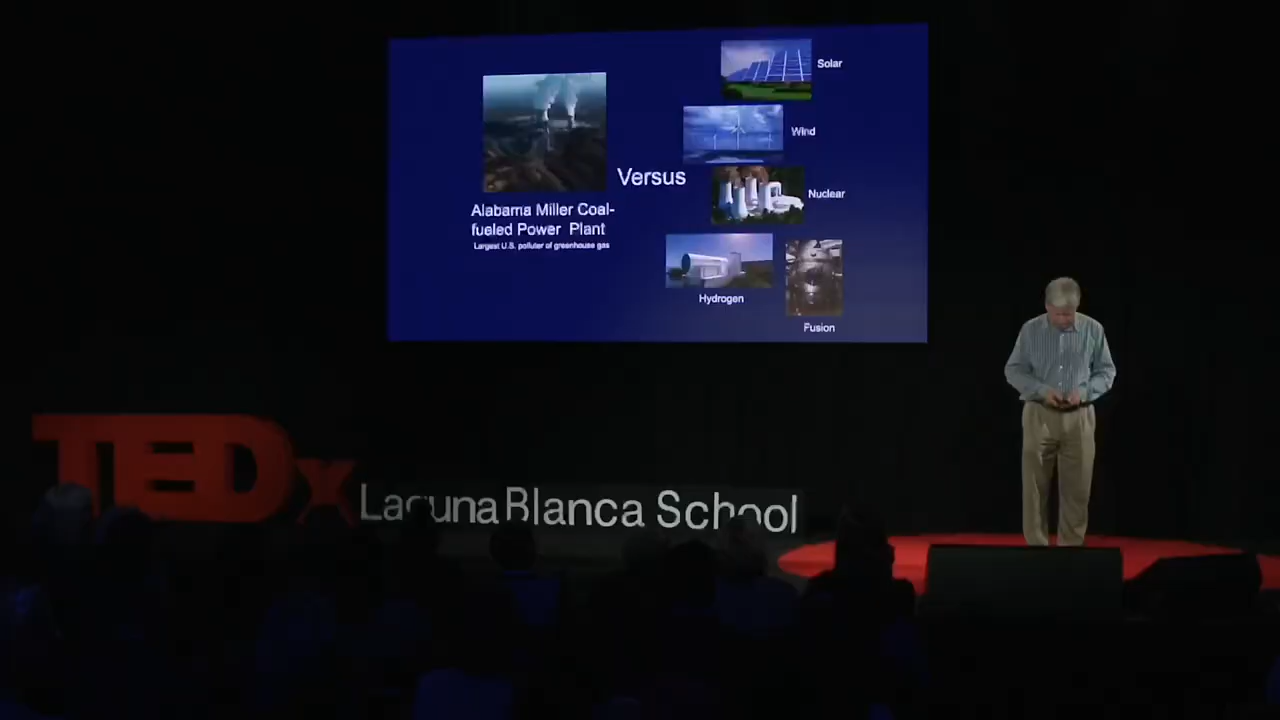 Solar
Wind
Versus
Nuclear
Alabama Miller Coal-
fueled Power Plant
Largest U.S. polluter of greenhouse gas
Hydrogen
Fusion
TEDx
Laguna Blanca School